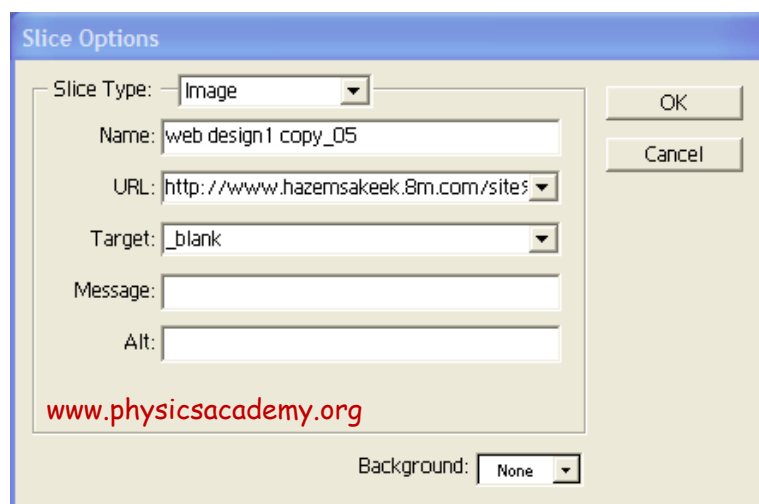 Slice Options
Slice Type: Image
OK
Name: web design1 copy_05
Cancel
URL: http://www.hazemsakeek.8m.com/site
Target: _blank
Message:
Alt:
www.physicsacademy.org
Background: None